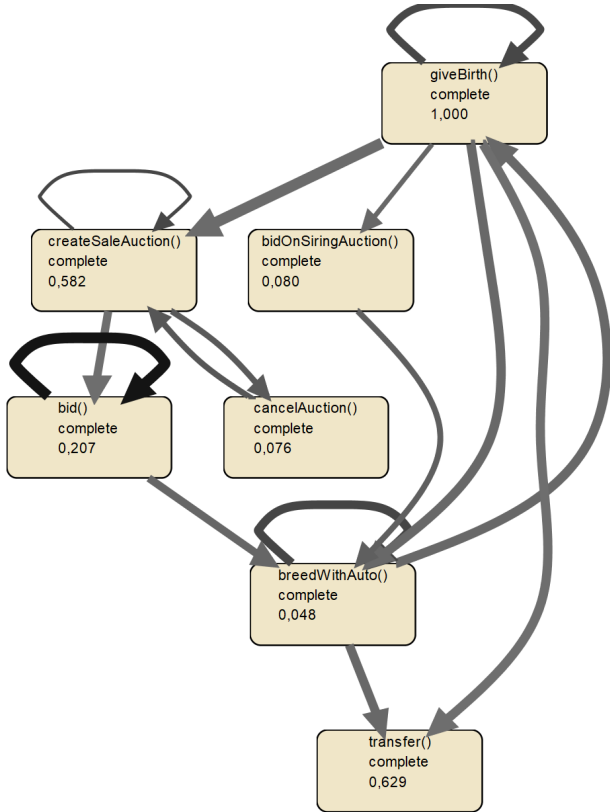 giveBirth()
complete
1,000
createSaleAuction()
complete
0,582
bidOnSiringAuction()
complete
0,080
bid()
complete
0,207
cancelAuction()
complete
0,076
breedWithAuto()
complete
0,048
transfer()
complete
0,629